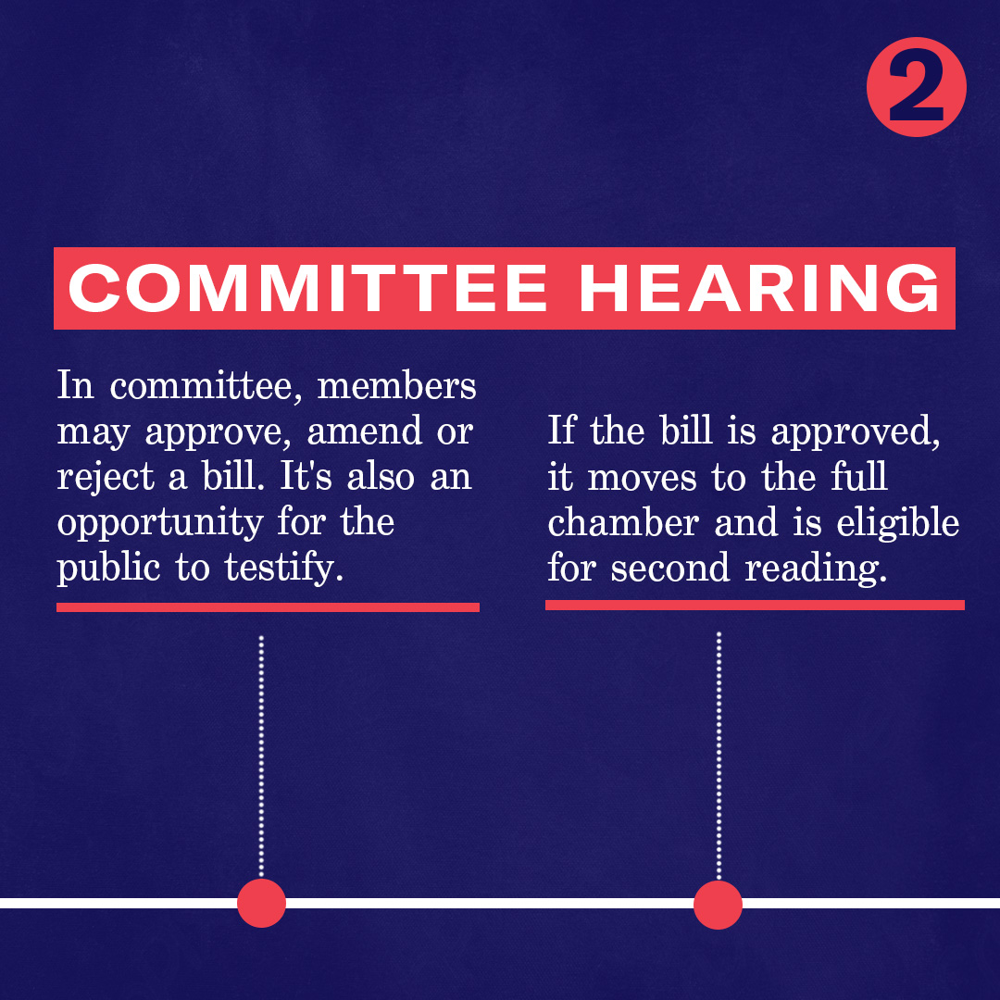 2
COMMITTEE HEARING
In committee, members
may approve, amend or
reject a bill. It's also an
opportunity for the
public to testify.
If the bill is approved,
it moves to the full
chamber and is eligible
for second reading.